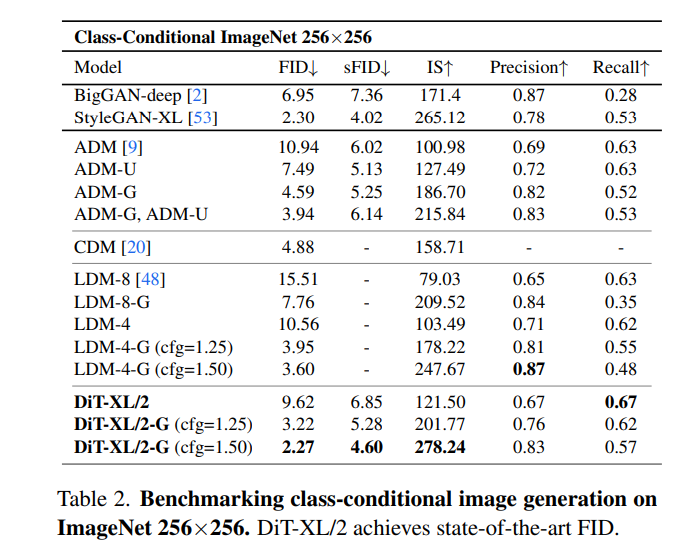 Class-Conditional ImageNet 256×256
Model FID↓ sFID↓ IS↑ Precision↑ Recall↑
BigGAN-deep [2] 6.95 7.36 171.4 0.87 0.28
StyleGAN-XL [53] 2.30 4.02 265.12 0.78 0.53
ADM [9] 10.94 6.02 100.98 0.69 0.63
ADM-U 7.49 5.13 127.49 0.72 0.63
ADM-G 4.59 5.25 186.70 0.82 0.52
ADM-G, ADM-U 3.94 6.14 215.84 0.83 0.53
CDM [20] 4.88 - 158.71 - -
LDM-8 [48] 15.51 - 79.03 0.65 0.63
LDM-8-G 7.76 - 209.52 0.84 0.35
LDM-4 10.56 - 103.49 0.71 0.62
LDM-4-G (cfg=1.25) 3.95 - 178.22 0.81 0.55
LDM-4-G (cfg=1.50) 3.60 - 247.67 0.87 0.48
DiT-XL/2 9.62 6.85 121.50 0.67 0.67
DiT-XL/2-G (cfg=1.25) 3.22 5.28 201.77 0.76 0.62
DiT-XL/2-G (cfg=1.50) 2.27 4.60 278.24 0.83 0.57
Table 2. Benchmarking class-conditional image generation on
ImageNet 256×256. DiT-XL/2 achieves state-of-the-art FID.